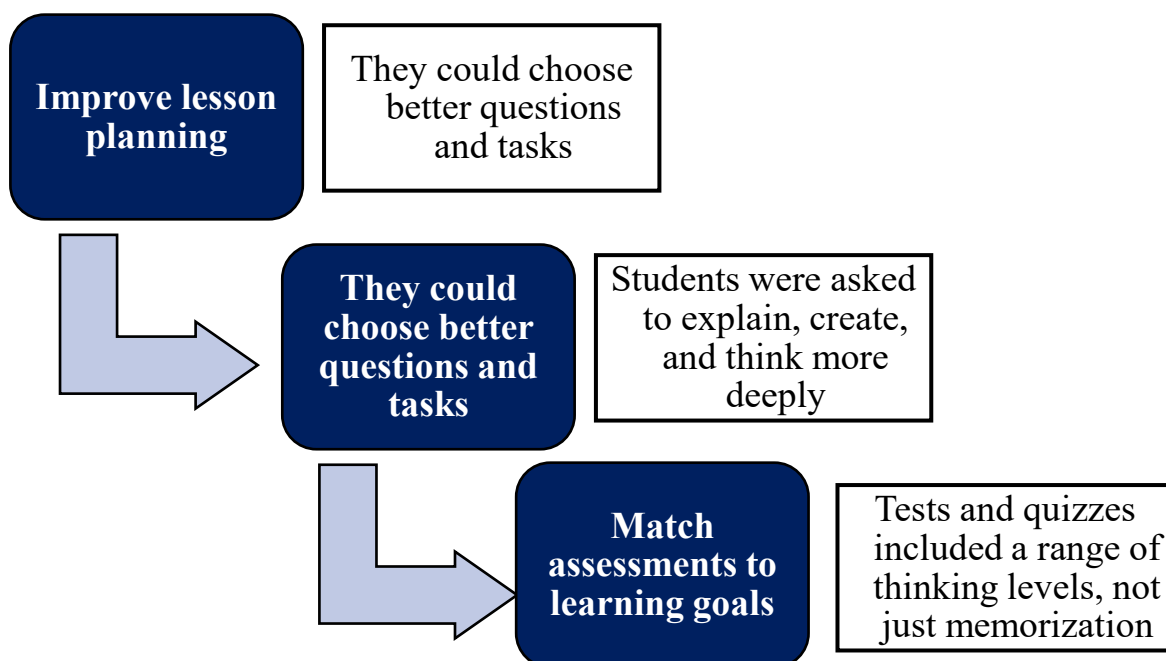 Improve lesson
planning
They could choose
better questions
and tasks
They could
choose better
questions and
tasks
Students were asked
to explain, create,
and think more
deeply
Match
assessments to
learning goals
Tests and quizzes
included a range of
thinking levels, not
just memorization